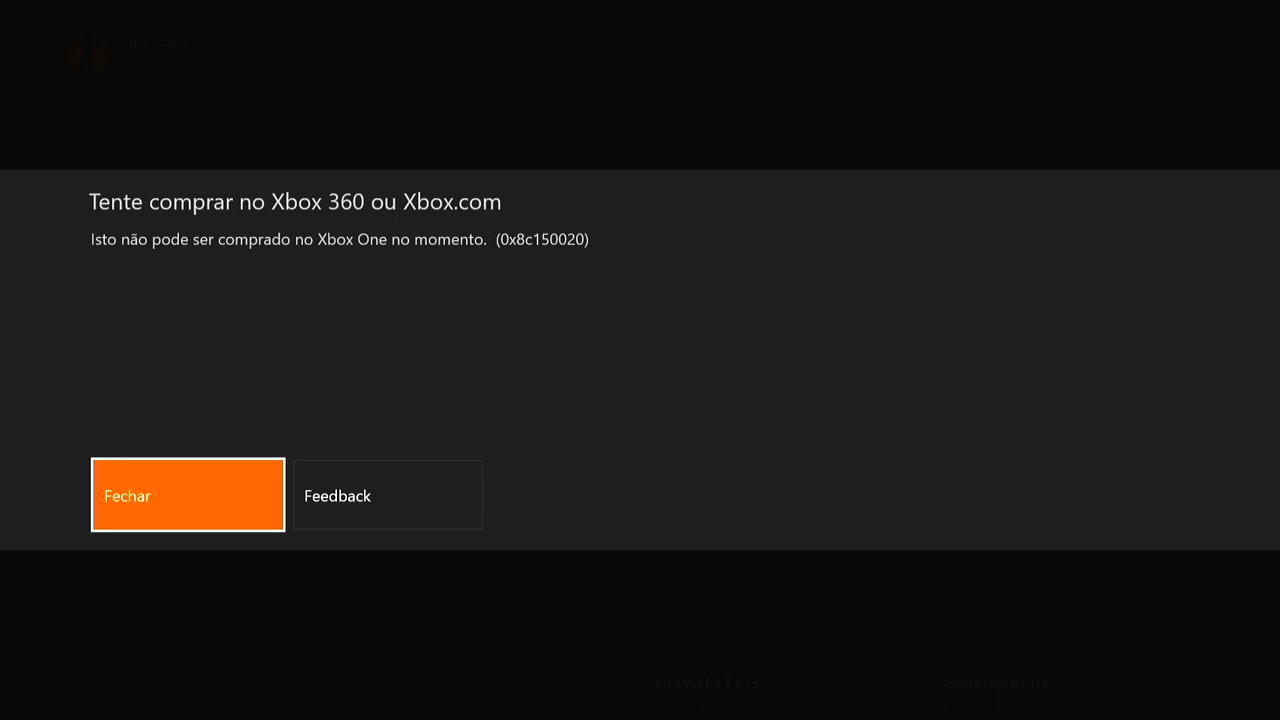 Tente comprar no Xbox 360 ou Xbox.com
Isto não pode ser comprado no Xbox One no momento. (0x8c150020)
Fechar
Feedback